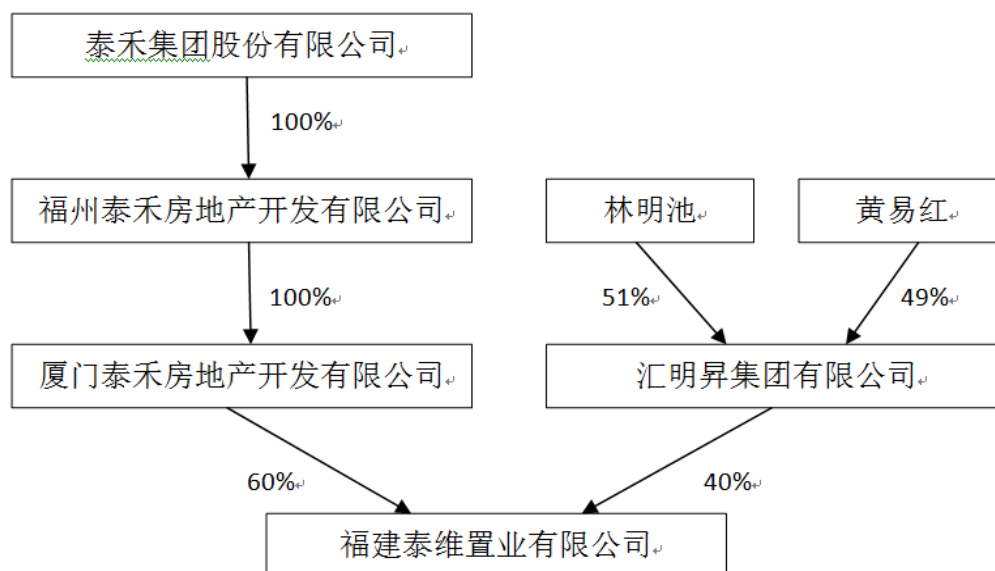 泰禾集团股份有限公司
100%
福州泰禾房地产开发有限公司
林明池
黄易红
100%
51%
49%
厦门泰禾房地产开发有限公司
汇明昇集团有限公司
60%
40%
福建泰维置业有限公司